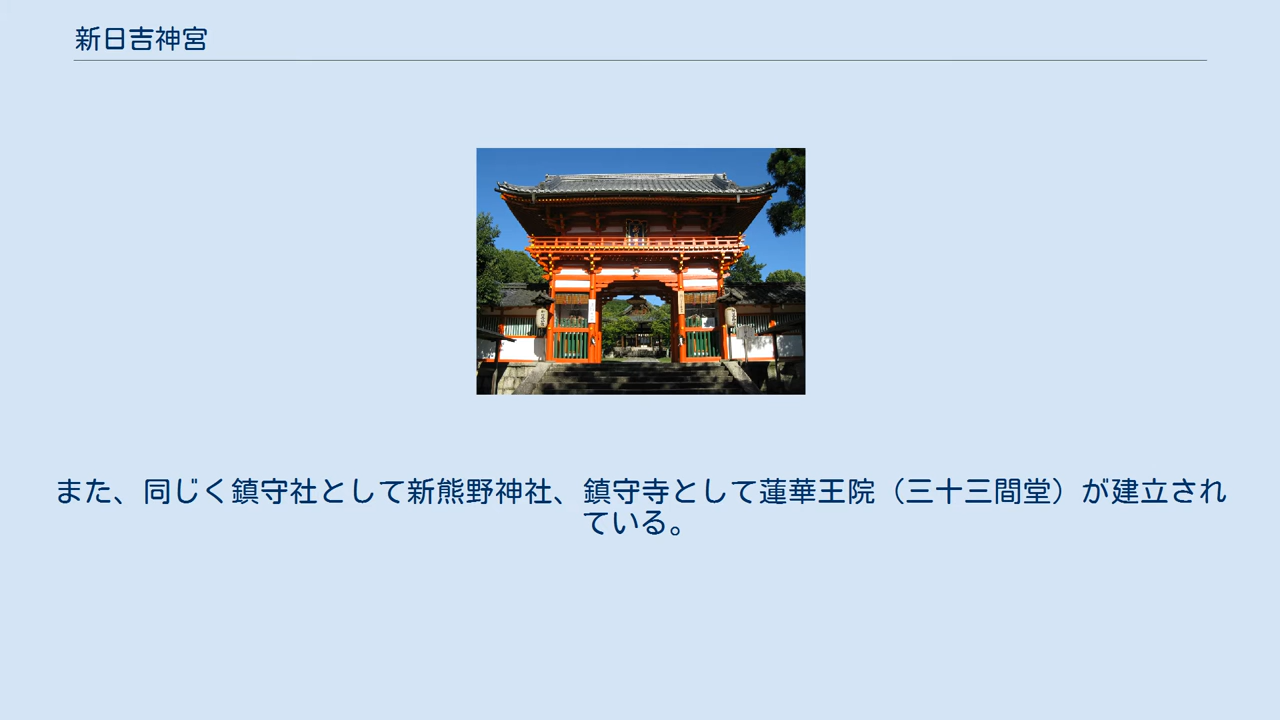 新日吉神宮
また、同じく鎮守社として新熊野神社、鎮守寺として蓮華王院（三十三間堂）が建立され
ている。